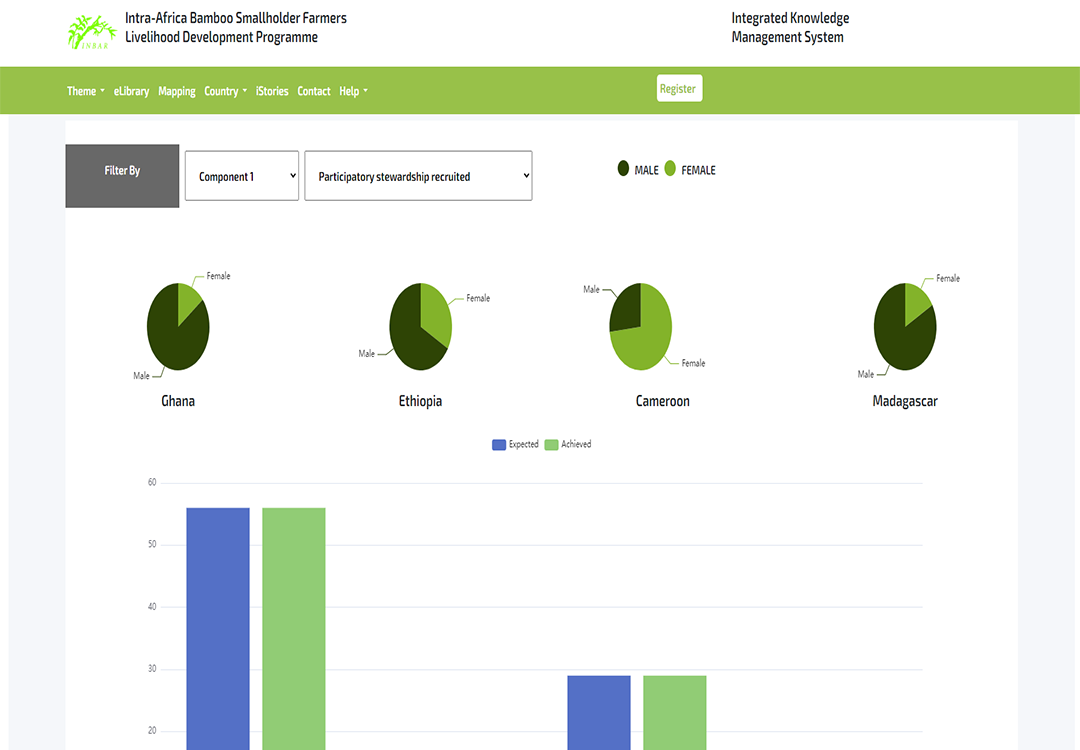 Intra-Africa Bamboo Smallholder Farmers
Livelihood Development Programme
INBAR
Integrated Knowledge
Management System
Theme
eLibrary
Mapping
Country
iStories
Contact
Help
Register
Filter By
Component 1
Participatory stewardship recruited
MALE
FEMALE
Female
Male
Ghana
Female
Male
Ethiopia
Male
Female
Cameroon
Female
Male
Madagascar
Expected
Achieved
60
50
40
30
20